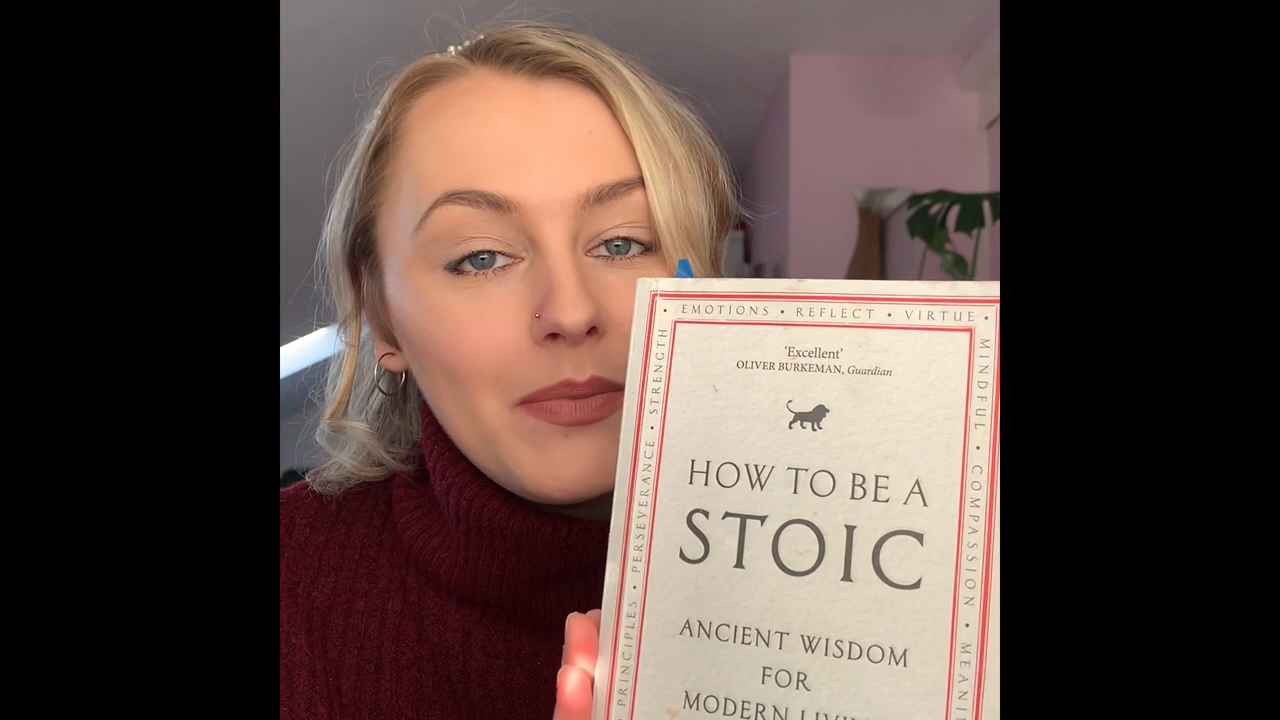 EMOTIONS • REFLECT • VIRTUE •
MINDFUL • COMPASSION •
PRINCIPLES • PERSEVERANCE • STRENGTH •
'Excellent'
OLIVER BURKEMAN, Guardian
HOW TO BE A
STOIC
ANCIENT WISDOM
FOR
MODERN